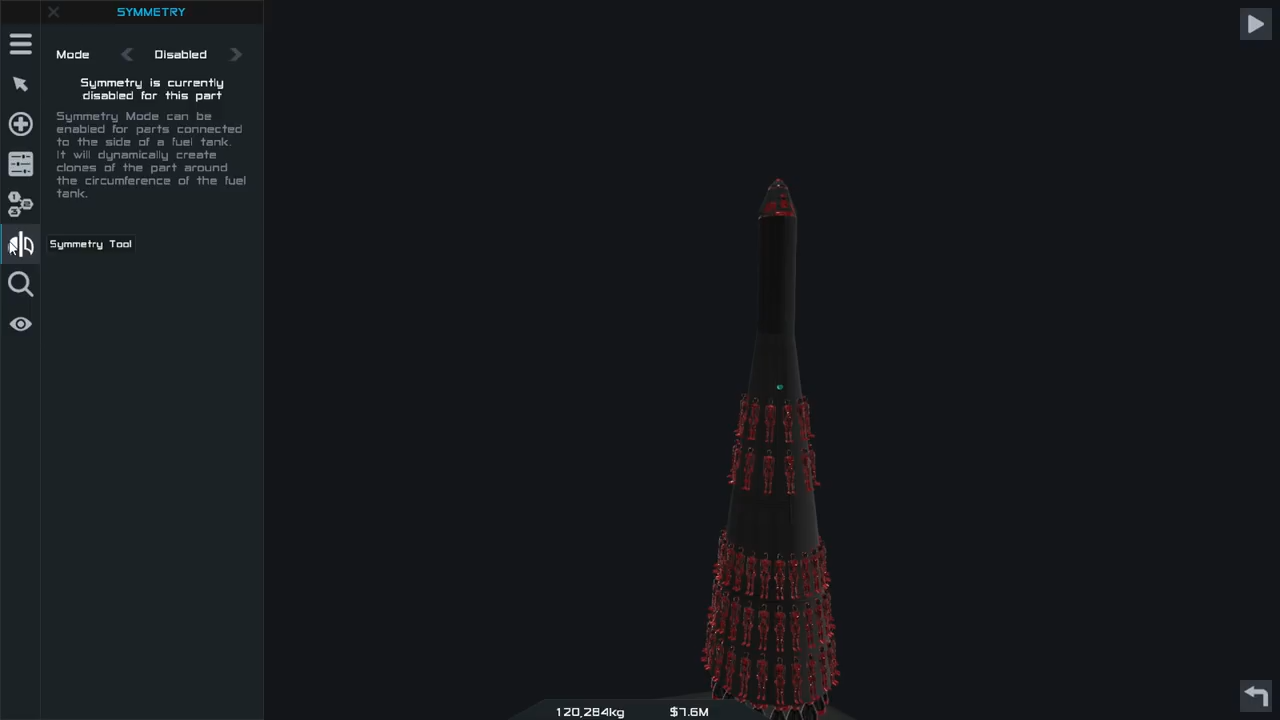 SYMMETRY
Mode
Disabled
Symmetry is currently
disabled for this part
Symmetry Mode can be
enabled for parts connected
to the side of a fuel tank.
It will dynamically create
clones of the part around
the circumference of the fuel
tank.
Symmetry Tool
120,284kg
$7.6M